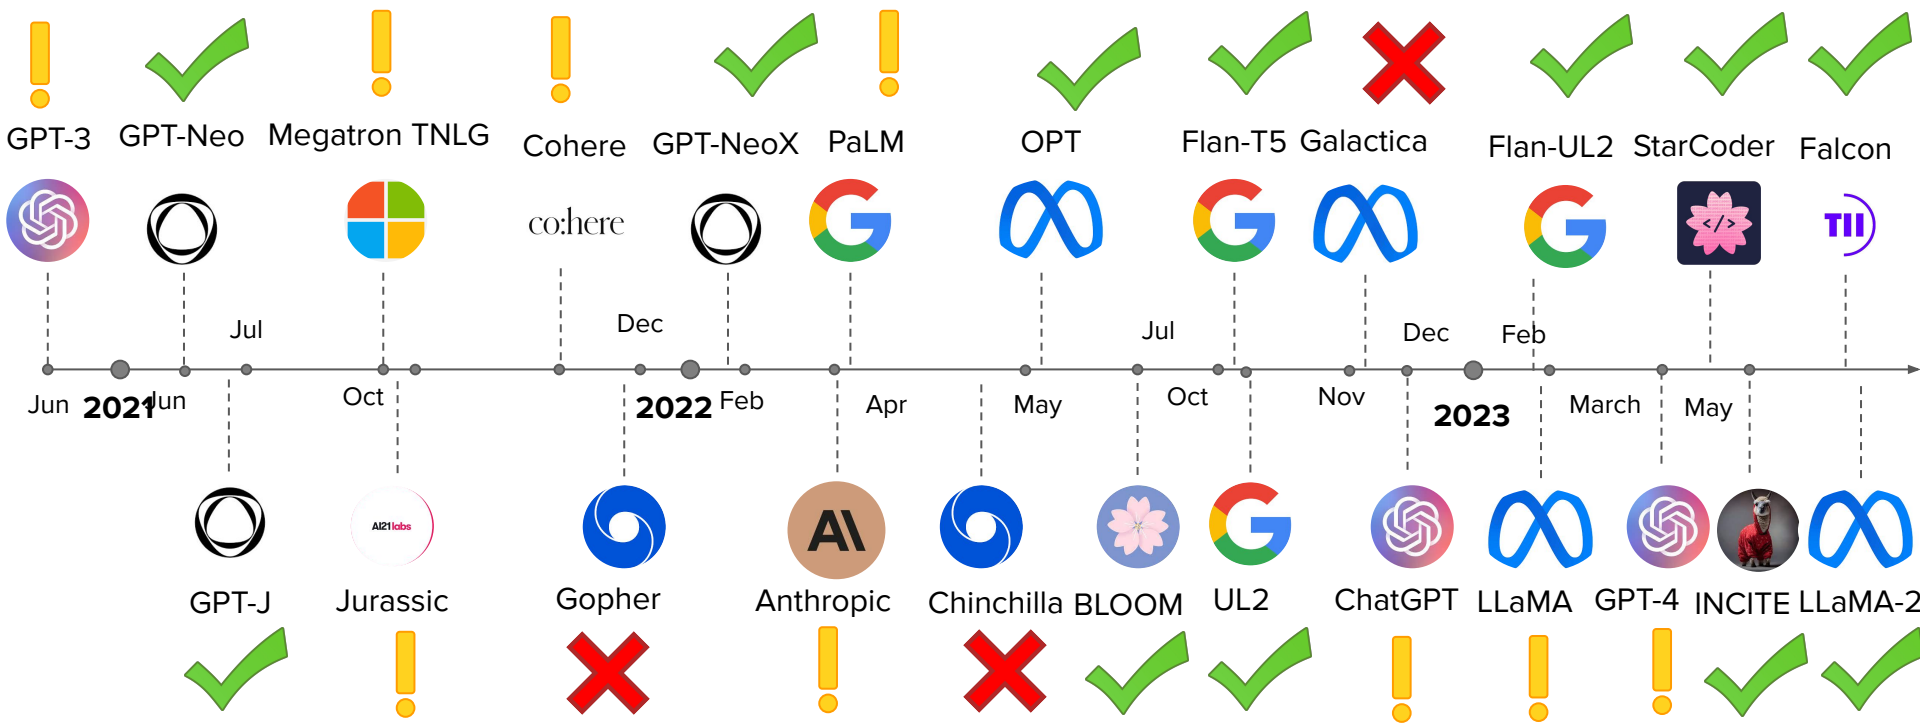 GPT-3
GPT-Neo
Megatron TNLG
Cohere
GPT-NeoX
PaLM
OPT
Flan-T5
Galactica
Flan-UL2
StarCoder
Falcon
co:here
</>
TII
Jul
Dec
Jul
Dec
Feb
Jun
2021
Jun
Oct
2022
Feb
Apr
May
Oct
Nov
2023
March
May
AI21labs
AI
GPT-J
Jurassic
Gopher
Anthropic
Chinchilla
BLOOM
UL2
ChatGPT
LLaMA
GPT-4
INCITE
LLaMA-2